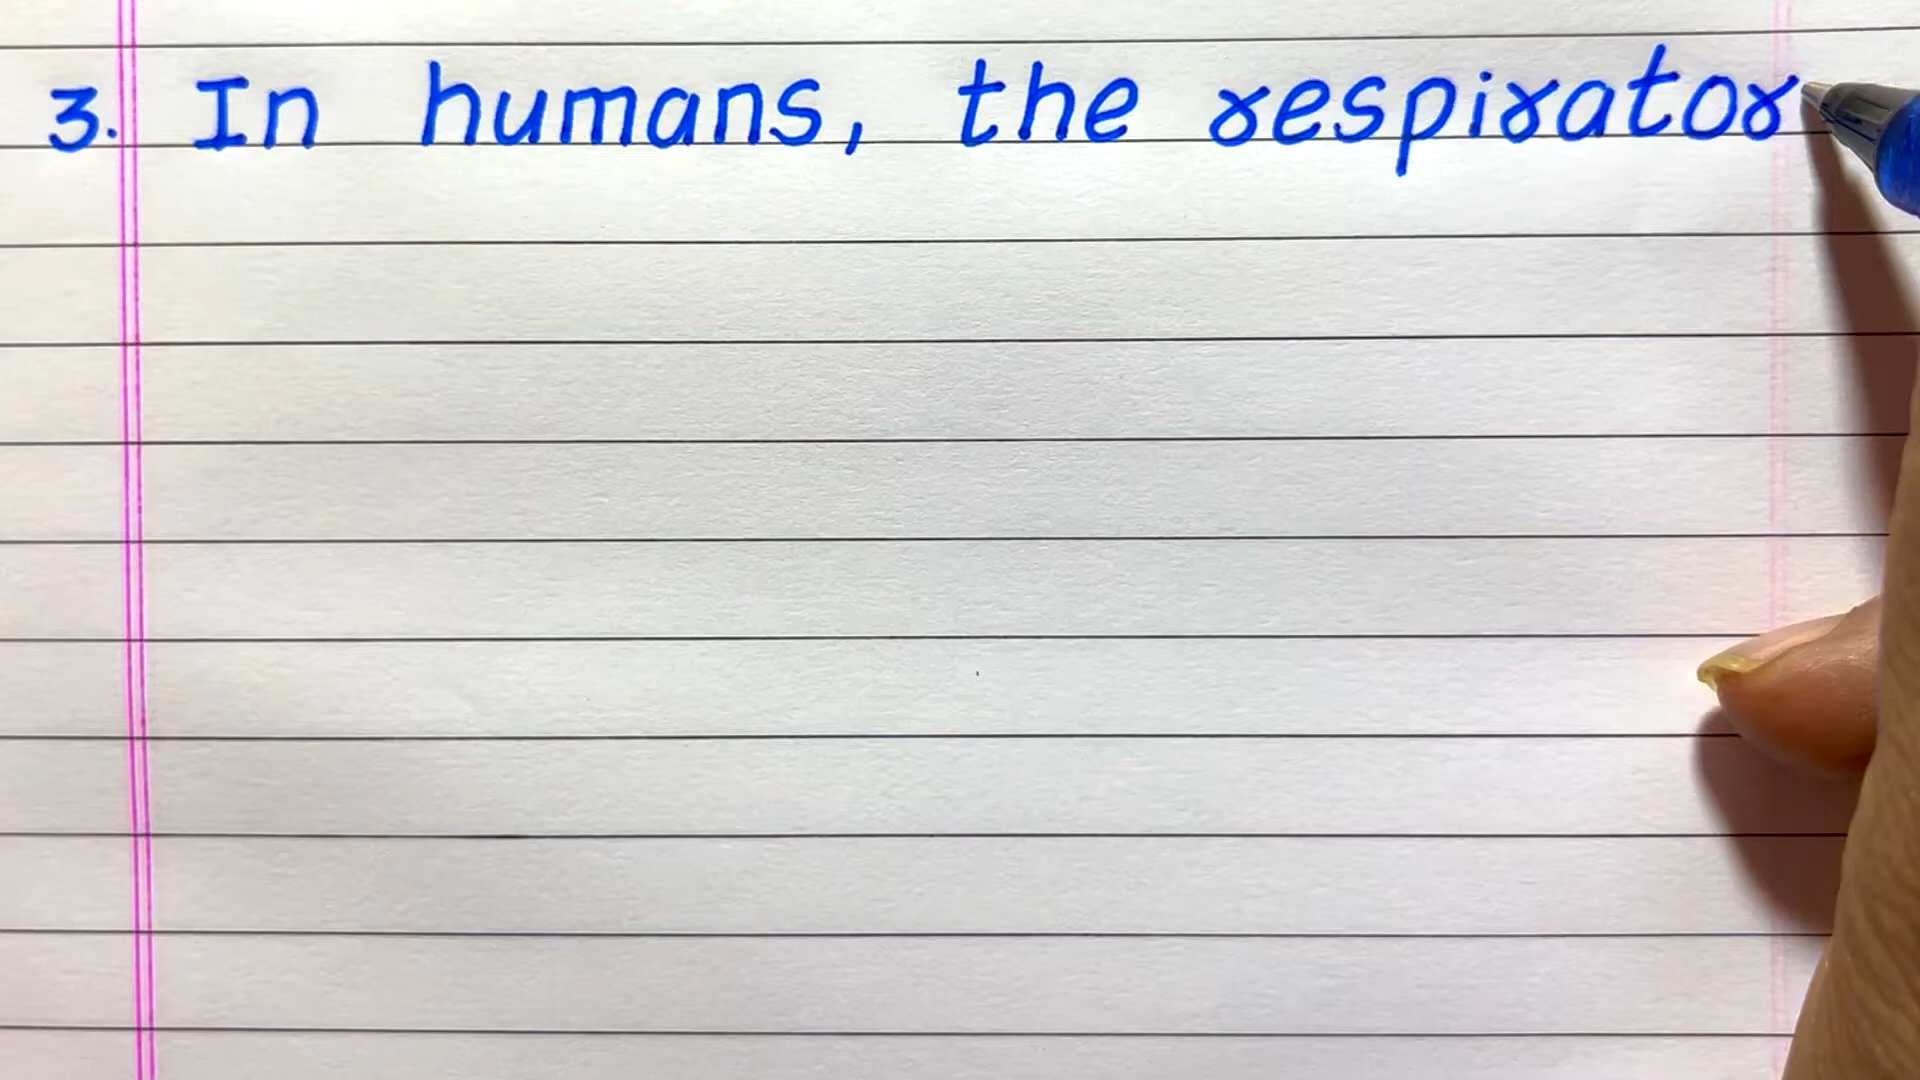 3. In humans, the respirator